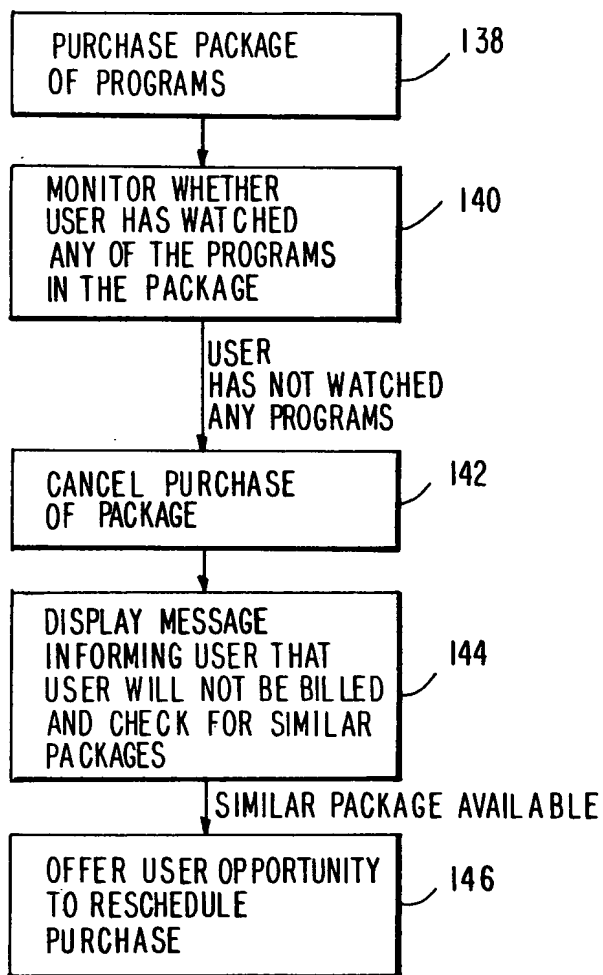 PURCHASE PACKAGE
OF PROGRAMS
138
MONITOR WHETHER
USER HAS WATCHED
ANY OF THE PROGRAMS
IN THE PACKAGE
140
USER
HAS NOT WATCHED
ANY PROGRAMS
CANCEL PURCHASE
OF PACKAGE
142
DISPLAY MESSAGE
INFORMING USER THAT
USER WILL NOT BE BILLED
AND CHECK FOR SIMILAR
PACKAGES
144
SIMILAR PACKAGE AVAILABLE
OFFER USER OPPORTUNITY
TO RESCHEDULE
PURCHASE
146